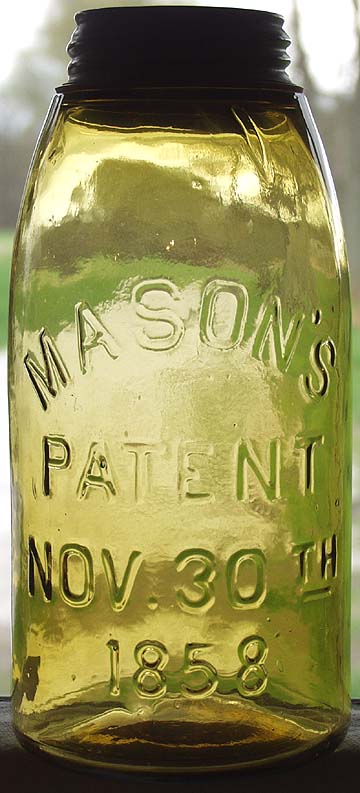 MASON'S
PATENT
NOV. 30TH
1858